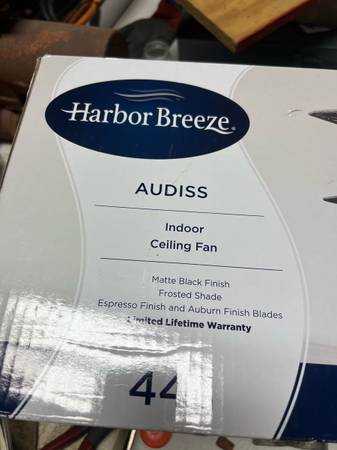 Harbor Breeze®
AUDISS
Indoor
Ceiling Fan
Matte Black Finish
Frosted Shade
Espresso Finish and Auburn Finish Blades
Limited Lifetime Warranty
44